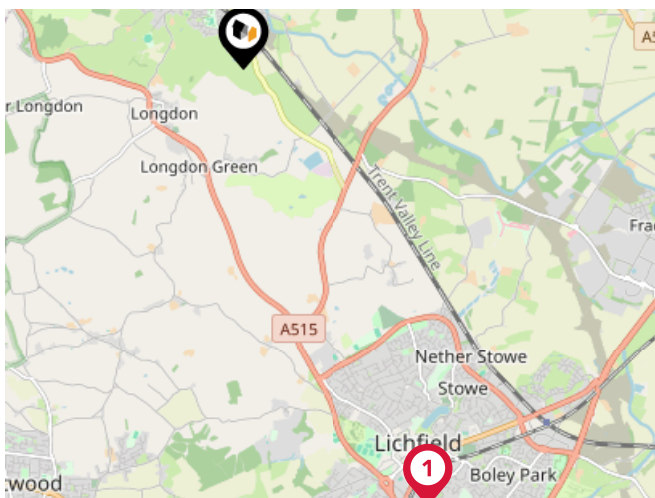 A5
r Longdon
Longdon
Longdon Green
Trent Valley Line
Fra
A515
Nether Stowe
Stowe
Lichfield
1
Boley Park
twood